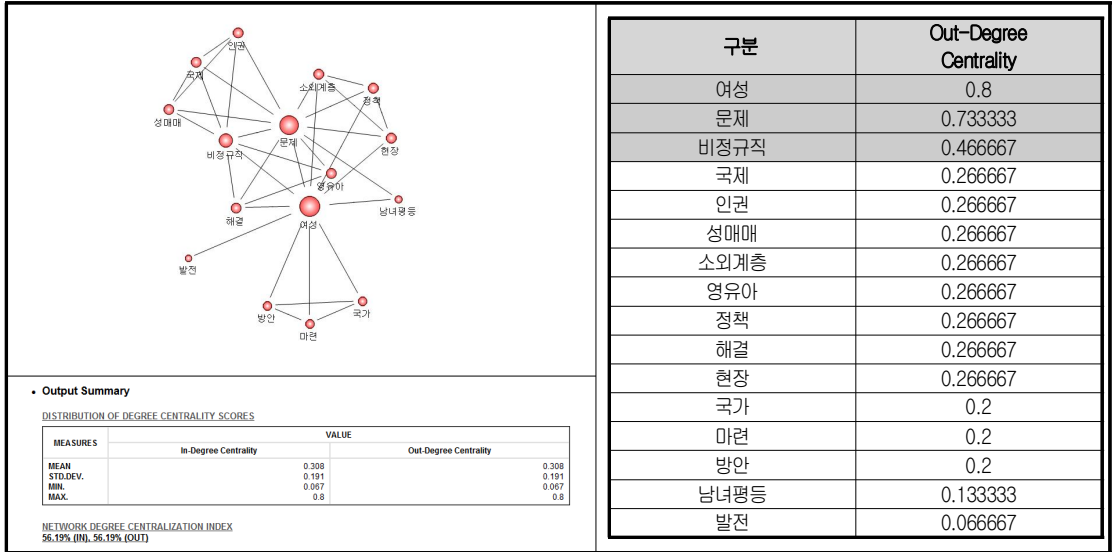 인권
국제
소외계층
정책
성매매
문제
비정규직
현장
영유아
남녀평등
해결
여성
발전
방안
국가
마련
• Output Summary
DISTRIBUTION OF DEGREE CENTRALITY SCORES
MEASURES VALUE
In-Degree Centrality Out-Degree Centrality
MEAN 0.308 0.308
STD.DEV. 0.191 0.191
MIN. 0.067 0.067
MAX. 0.8 0.8
NETWORK DEGREE CENTRALIZATION INDEX
56.19% (IN), 56.19% (OUT)
구분 Out-Degree
Centrality
여성 0.8
문제 0.733333
비정규직 0.466667
국제 0.266667
인권 0.266667
성매매 0.266667
소외계층 0.266667
영유아 0.266667
정책 0.266667
해결 0.266667
현장 0.266667
국가 0.2
마련 0.2
방안 0.2
남녀평등 0.133333
발전 0.066667